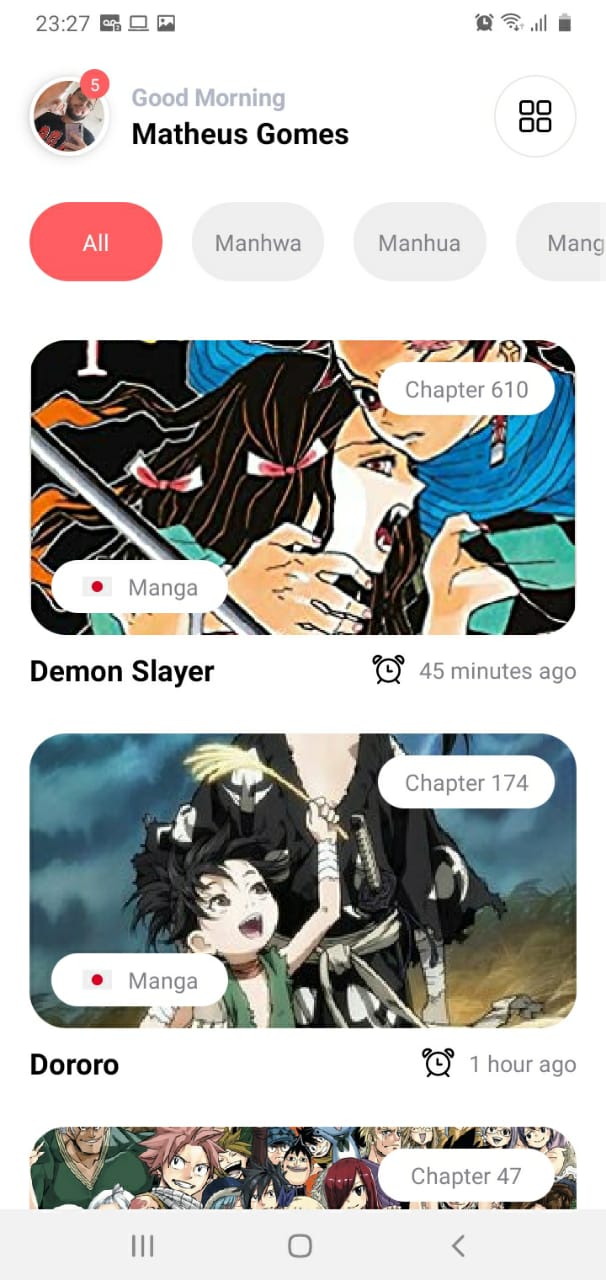 23:27
5
Good Morning
Matheus Gomes
All
Manhwa
Manhua
Mang
Chapter 610
Manga
Demon Slayer
45 minutes ago
Chapter 174
Manga
Dororo
1 hour ago
Chapter 47